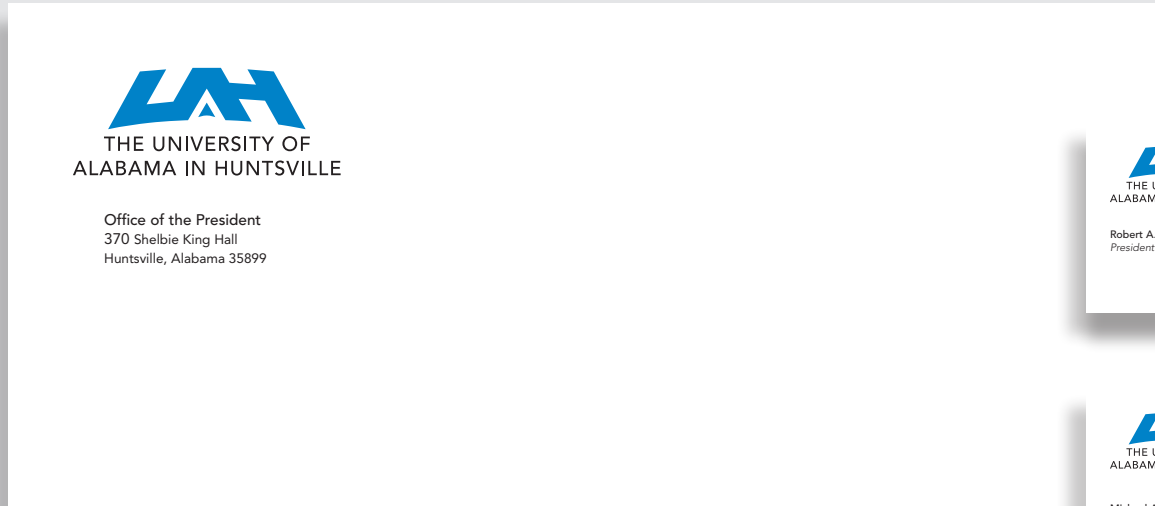 UAH
THE UNIVERSITY OF
ALABAMA IN HUNTSVILLE
Office of the President
370 Shelbie King Hall
Huntsville, Alabama 35899
THE U
ALABAM
Robert A.
President
THE U
ALABAM